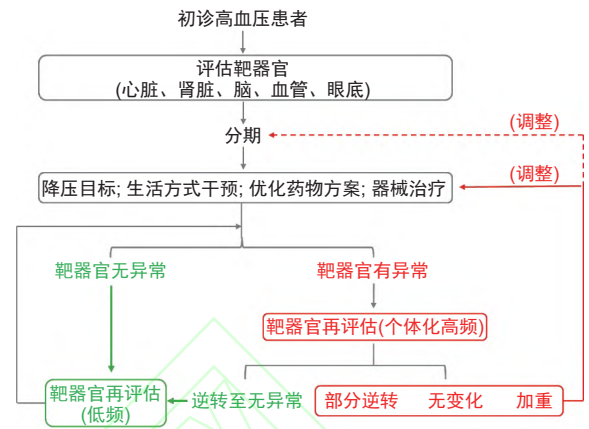 初诊高血压患者
评估靶器官
(心脏、肾脏、脑、血管、眼底)
分期
(调整)
降压目标; 生活方式干预; 优化药物方案; 器械治疗
(调整)
靶器官无异常
靶器官有异常
靶器官再评估(个体化高频)
靶器官再评估
(低频)
逆转至无异常
部分逆转 无变化 加重